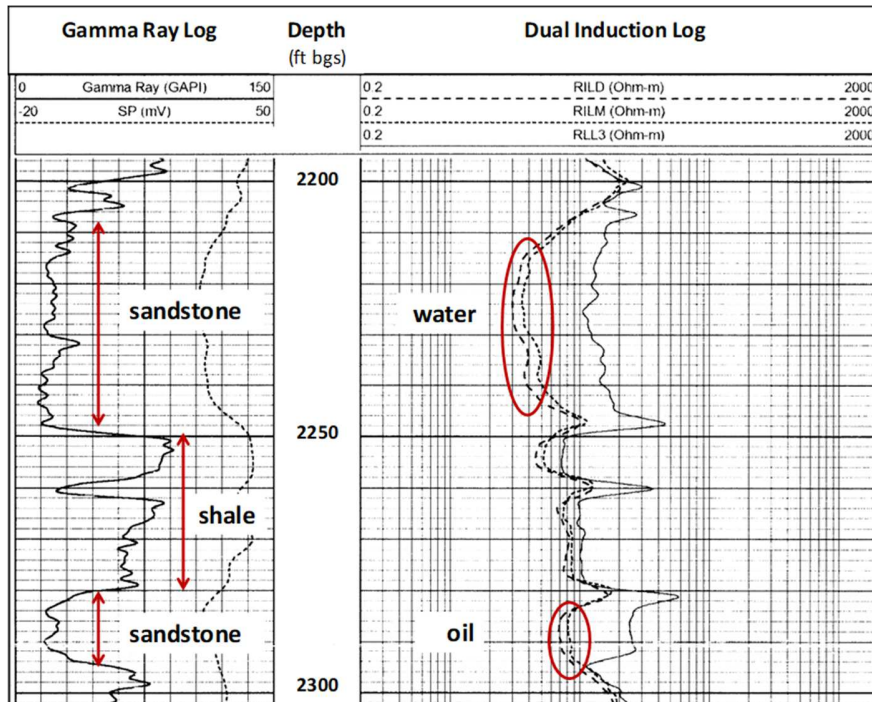 Gamma Ray Log Depth Dual Induction Log
(ft bgs)
0 Gamma Ray (GAPI) 150 0.2 RILD (Ohm-m) 2000
-20 SP (mV) 50 0.2 RILM (Ohm-m) 2000
0.2 RLL3 (Ohm-m) 2000
2200
sandstone
water
2250
shale
sandstone
oil
2300